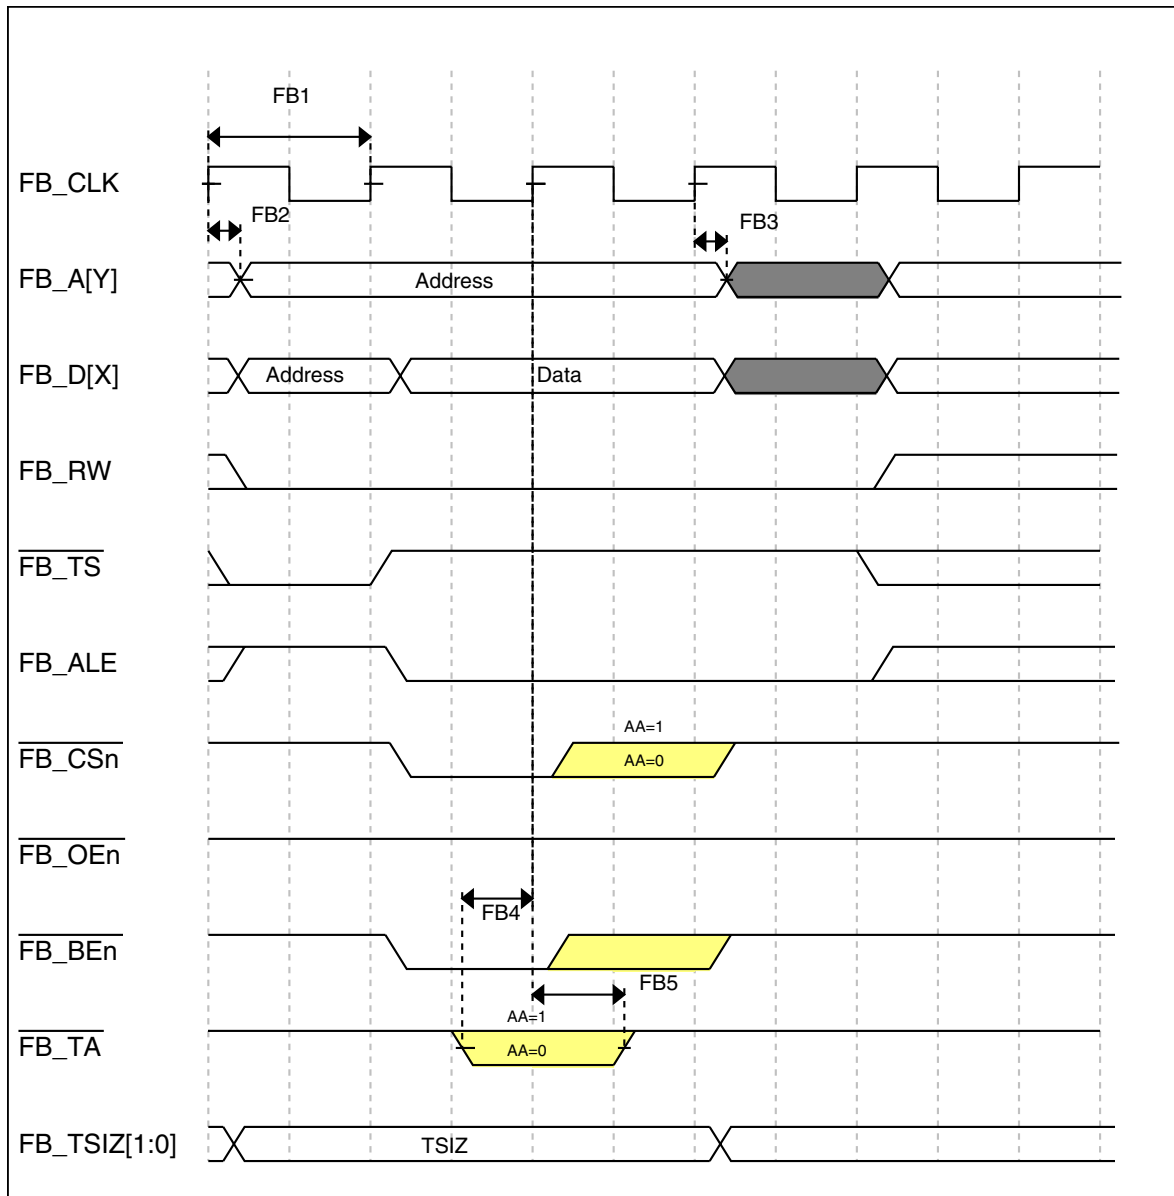 FB1
FB_CLK
FB2
FB3
FB_A[Y]
Address
FB_D[X]
Address
Data
FB_RW
FB_TS
FB_ALE
AA=1
FB_CSn
AA=0
FB_OEn
FB4
FB_BEn
FB5
AA=1
FB_TA
AA=0
FB_TSIZ[1:0]
TSIZ